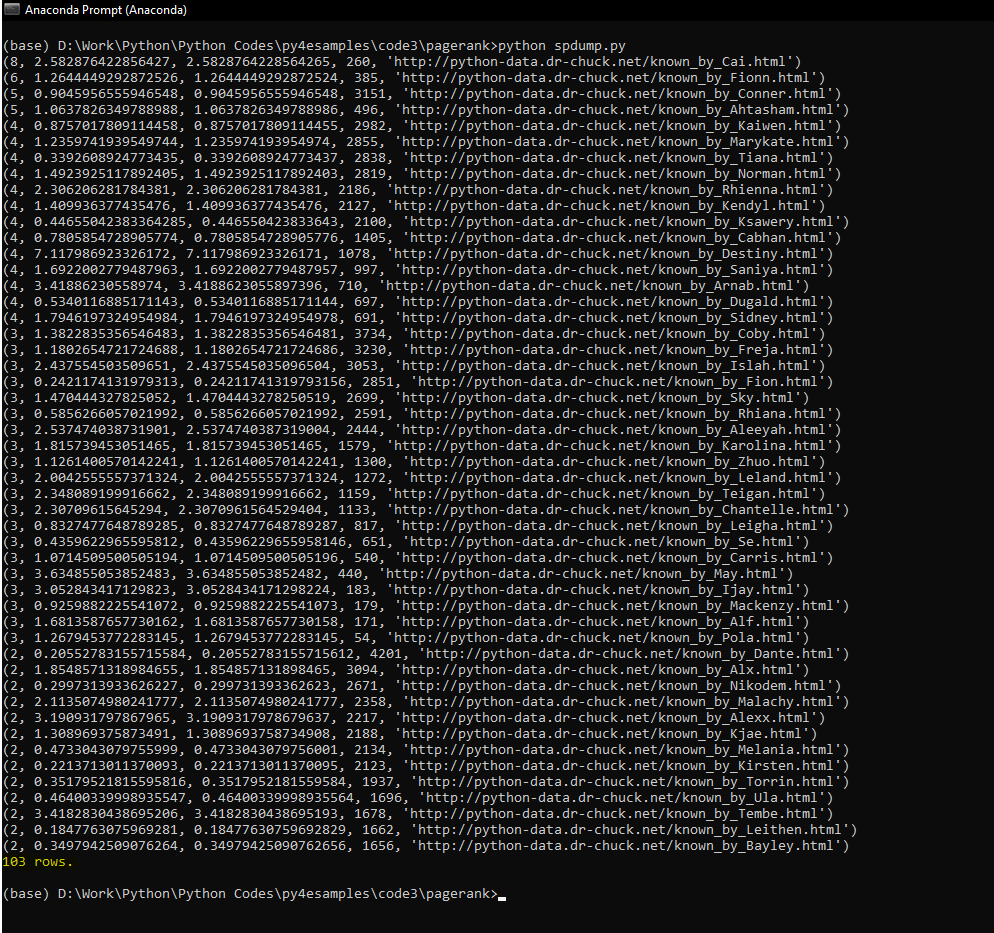 Anaconda Prompt (Anaconda)
(base) D:\Work\Python\Python Codes\py4esamples\code3\pagerank>python spdump.py
(8, 2.582876422856427, 2.5828764228564265, 260, 'http://python-data.dr-chuck.net/known_by_Cai.html')
(6, 1.2644449292872526, 1.2644449292872524, 385, 'http://python-data.dr-chuck.net/known_by_Fionn.html')
(5, 0.9045956555946548, 0.9045956555946548, 3151, 'http://python-data.dr-chuck.net/known_by_Conner.html')
(5, 1.0637826349788988, 1.0637826349788986, 496, 'http://python-data.dr-chuck.net/known_by_Ahtasham.html')
(4, 0.8757017809114458, 0.8757017809114455, 2982, 'http://python-data.dr-chuck.net/known_by_Kaiwen.html')
(4, 1.2359741939549744, 1.235974193954974, 2855, 'http://python-data.dr-chuck.net/known_by_Marykate.html')
(4, 0.3392608924773435, 0.3392608924773437, 2838, 'http://python-data.dr-chuck.net/known_by_Tiana.html')
(4, 1.4923925117892405, 1.4923925117892403, 2819, 'http://python-data.dr-chuck.net/known_by_Norman.html')
(4, 2.306206281784381, 2.306206281784381, 2186, 'http://python-data.dr-chuck.net/known_by_Rhienna.html')
(4, 1.409936377435476, 1.409936377435476, 2127, 'http://python-data.dr-chuck.net/known_by_Kendyl.html')
(4, 0.44655042383364285, 0.446550423833643, 2100, 'http://python-data.dr-chuck.net/known_by_Ksawery.html')
(4, 0.7805854728905774, 0.7805854728905776, 1405, 'http://python-data.dr-chuck.net/known_by_Cabhan.html')
(4, 7.117986923326172, 7.117986923326171, 1078, 'http://python-data.dr-chuck.net/known_by_Destiny.html')
(4, 1.6922002779487963, 1.6922002779487957, 997, 'http://python-data.dr-chuck.net/known_by_Saniya.html')
(4, 3.41886230558974, 3.4188623055897396, 710, 'http://python-data.dr-chuck.net/known_by_Arnab.html')
(4, 0.5340116885171143, 0.5340116885171144, 697, 'http://python-data.dr-chuck.net/known_by_Dugald.html')
(4, 1.7946197324954984, 1.7946197324954978, 691, 'http://python-data.dr-chuck.net/known_by_Sidney.html')
(3, 1.3822835356546483, 1.3822835356546481, 3734, 'http://python-data.dr-chuck.net/known_by_Coby.html')
(3, 1.1802654721724688, 1.1802654721724686, 3230, 'http://python-data.dr-chuck.net/known_by_Freja.html')
(3, 2.437554503509651, 2.4375545035096504, 3053, 'http://python-data.dr-chuck.net/known_by_Islah.html')
(3, 0.2421174131979313, 0.24211741319793156, 2851, 'http://python-data.dr-chuck.net/known_by_Fion.html')
(3, 1.470444327825052, 1.4704443278250519, 2699, 'http://python-data.dr-chuck.net/known_by_Sky.html')
(3, 0.5856266057021992, 0.5856266057021992, 2591, 'http://python-data.dr-chuck.net/known_by_Rhiana.html')
(3, 2.537474038731901, 2.5374740387319004, 2444, 'http://python-data.dr-chuck.net/known_by_Aleeyah.html')
(3, 1.815739453051465, 1.815739453051465, 1579, 'http://python-data.dr-chuck.net/known_by_Karolina.html')
(3, 1.1261400570142241, 1.1261400570142241, 1300, 'http://python-data.dr-chuck.net/known_by_Zhuo.html')
(3, 2.0042555557371324, 2.0042555557371324, 1272, 'http://python-data.dr-chuck.net/known_by_Leland.html')
(3, 2.348089199916662, 2.348089199916662, 1159, 'http://python-data.dr-chuck.net/known_by_Teigan.html')
(3, 2.30709615645294, 2.3070961564529404, 1133, 'http://python-data.dr-chuck.net/known_by_Chantelle.html')
(3, 0.8327477648789285, 0.8327477648789287, 817, 'http://python-data.dr-chuck.net/known_by_Leigha.html')
(3, 0.4359622965595812, 0.43596229655958146, 651, 'http://python-data.dr-chuck.net/known_by_Se.html')
(3, 1.0714509500505194, 1.0714509500505196, 540, 'http://python-data.dr-chuck.net/known_by_Carris.html')
(3, 3.634855053852483, 3.634855053852482, 440, 'http://python-data.dr-chuck.net/known_by_May.html')
(3, 3.052843417129823, 3.0528434171298224, 183, 'http://python-data.dr-chuck.net/known_by_Ijay.html')
(3, 0.9259882225541072, 0.9259882225541073, 179, 'http://python-data.dr-chuck.net/known_by_Mackenzy.html')
(3, 1.6813587657730162, 1.6813587657730158, 171, 'http://python-data.dr-chuck.net/known_by_Alf.html')
(3, 1.2679453772283145, 1.2679453772283145, 54, 'http://python-data.dr-chuck.net/known_by_Pola.html')
(2, 0.20552783155715584, 0.20552783155715612, 4201, 'http://python-data.dr-chuck.net/known_by_Dante.html')
(2, 1.8548571318984655, 1.854857131898465, 3094, 'http://python-data.dr-chuck.net/known_by_Alx.html')
(2, 0.2997313933626227, 0.299731393362623, 2671, 'http://python-data.dr-chuck.net/known_by_Nikodem.html')
(2, 2.1135074980241777, 2.1135074980241777, 2358, 'http://python-data.dr-chuck.net/known_by_Malachy.html')
(2, 3.190931797867965, 3.1909317978679637, 2217, 'http://python-data.dr-chuck.net/known_by_Alexx.html')
(2, 1.308969375873491, 1.3089693758734908, 2188, 'http://python-data.dr-chuck.net/known_by_Kjae.html')
(2, 0.4733043079755999, 0.4733043079756001, 2134, 'http://python-data.dr-chuck.net/known_by_Melania.html')
(2, 0.2213713011370093, 0.2213713011370095, 2123, 'http://python-data.dr-chuck.net/known_by_Kirsten.html')
(2, 0.35179521815595816, 0.3517952181559584, 1937, 'http://python-data.dr-chuck.net/known_by_Torrin.html')
(2, 0.46400339998935547, 0.46400339998935564, 1696, 'http://python-data.dr-chuck.net/known_by_Ula.html')
(2, 3.4182830438695206, 3.4182830438695193, 1678, 'http://python-data.dr-chuck.net/known_by_Tembe.html')
(2, 0.1847763075969281, 0.18477630759692829, 1662, 'http://python-data.dr-chuck.net/known_by_Leithen.html')
(2, 0.3497942509076264, 0.34979425090762656, 1656, 'http://python-data.dr-chuck.net/known_by_Bayley.html')
103 rows.
(base) D:\Work\Python\Python Codes\py4esamples\code3\pagerank>